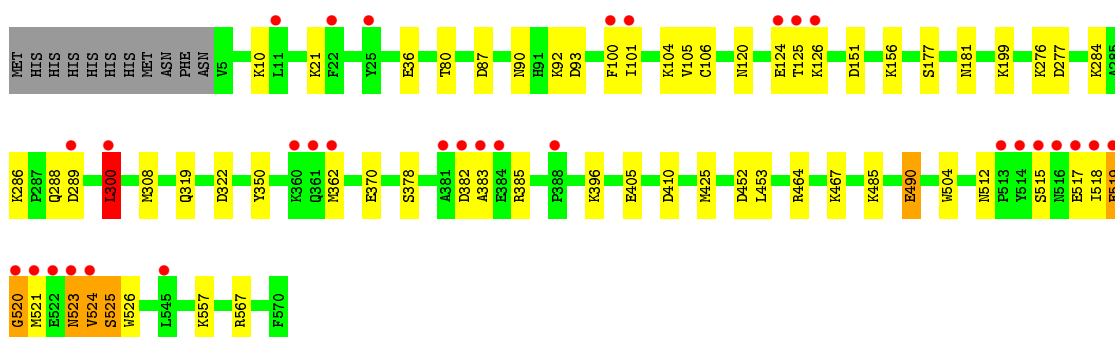 MET HIS HIS HIS HIS HIS HIS MET ASN PHE ASN V5 K10 L11 K21 F22 Y25 E36 T80 D87 N90 H91 K92 D93 F100 I101 K104 V105 C106 N120 E124 T125 K126 D151 K156 S177 N181 K199 K276 D277 K284 A285
K286 P287 Q288 D289 L300 M308 Q319 D322 Y350 K360 Q361 M362 E370 S378 A381 D382 A383 E384 R385 P388 K396 E405 D410 M425 D452 L453 R464 K467 K485 E490 W504 N512 P513 Y514 S515 N516 E517 I518
G520 M521 E522 N523 V524 S525 W526 L545 K557 R567 F570